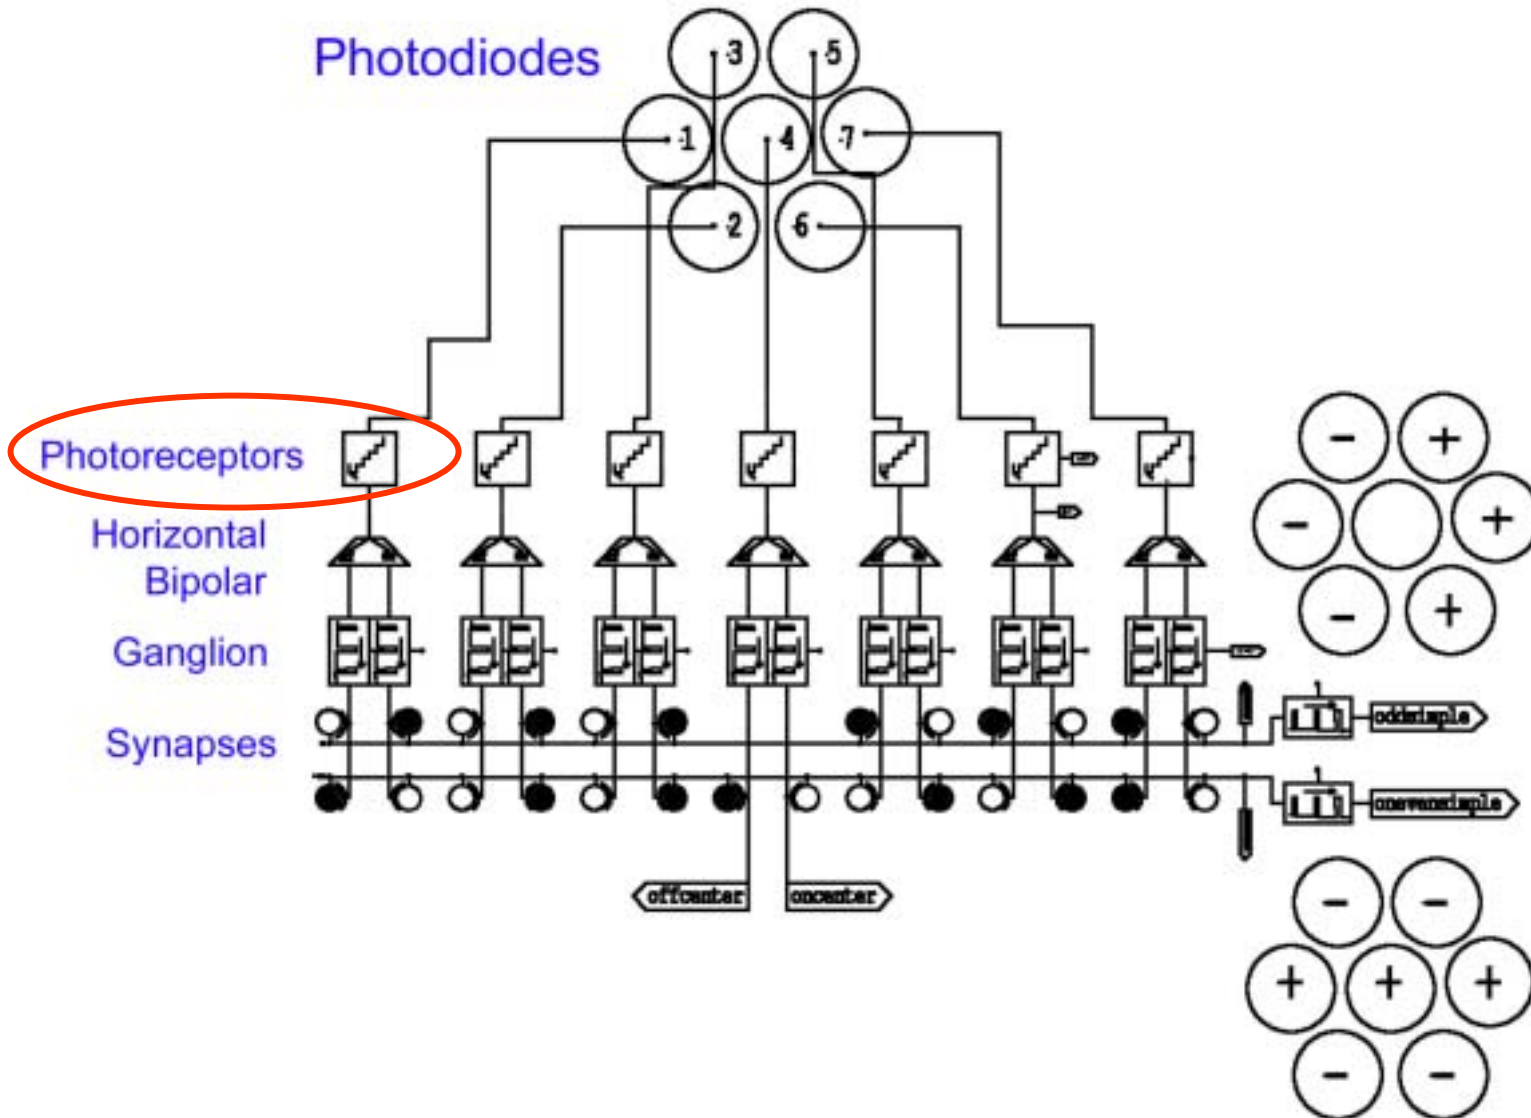 Photodiodes
3 5
1 4 7
2 6
Photoreceptors
- +
Horizontal
- +
Bipolar
- +
Ganglion
oddsimple
Synapses
offcenter oncenter
- -
+ + +
- -